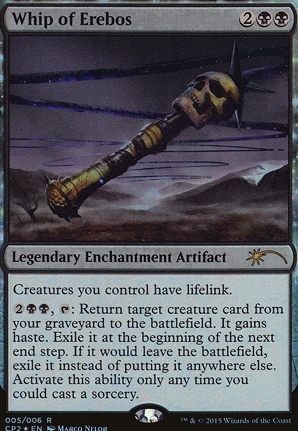 Whip of Erebos 2
Legendary Enchantment Artifact
Creatures you control have lifelink.
2, : Return target creature card from
your graveyard to the battlefield. It gains
haste. Exile it at the beginning of the next
end step. If it would leave the battlefield,
exile it instead of putting it anywhere else.
Activate this ability only any time you
could cast a sorcery.
005/006 R
CP2 EN Marco Nelor
™ & © 2015 Wizards of the Coast